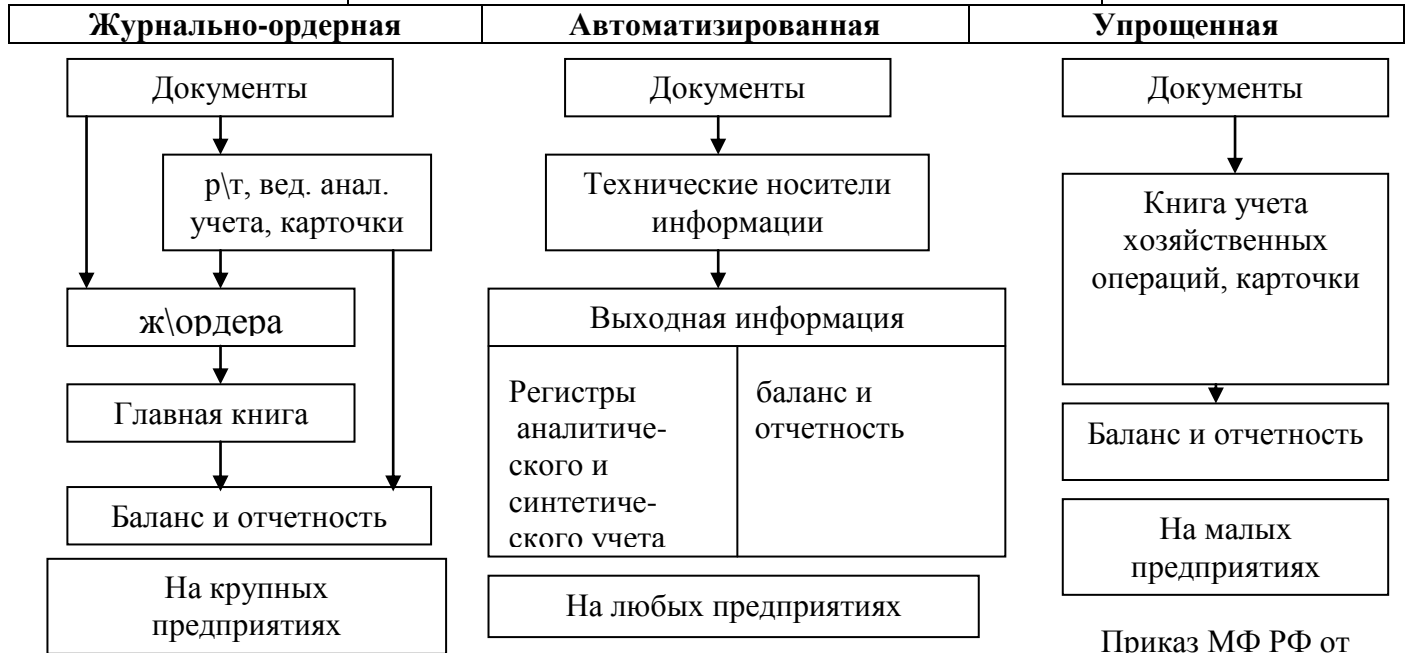 Журнально-ордерная
Автоматизированная
Упрощенная
Документы
р\т, вед. анал.
учета, карточки
ж\ордера
Главная книга
Баланс и отчетность
На крупных
предприятиях
Документы
Технические носители
информации
Выходная информация
Регистры
аналитиче-
ского и
синтетиче-
ского учета
баланс и
отчетность
На любых предприятиях
Документы
Книга учета
хозяйственных
операций, карточки
Баланс и отчетность
На малых
предприятиях
Приказ МФ РФ от